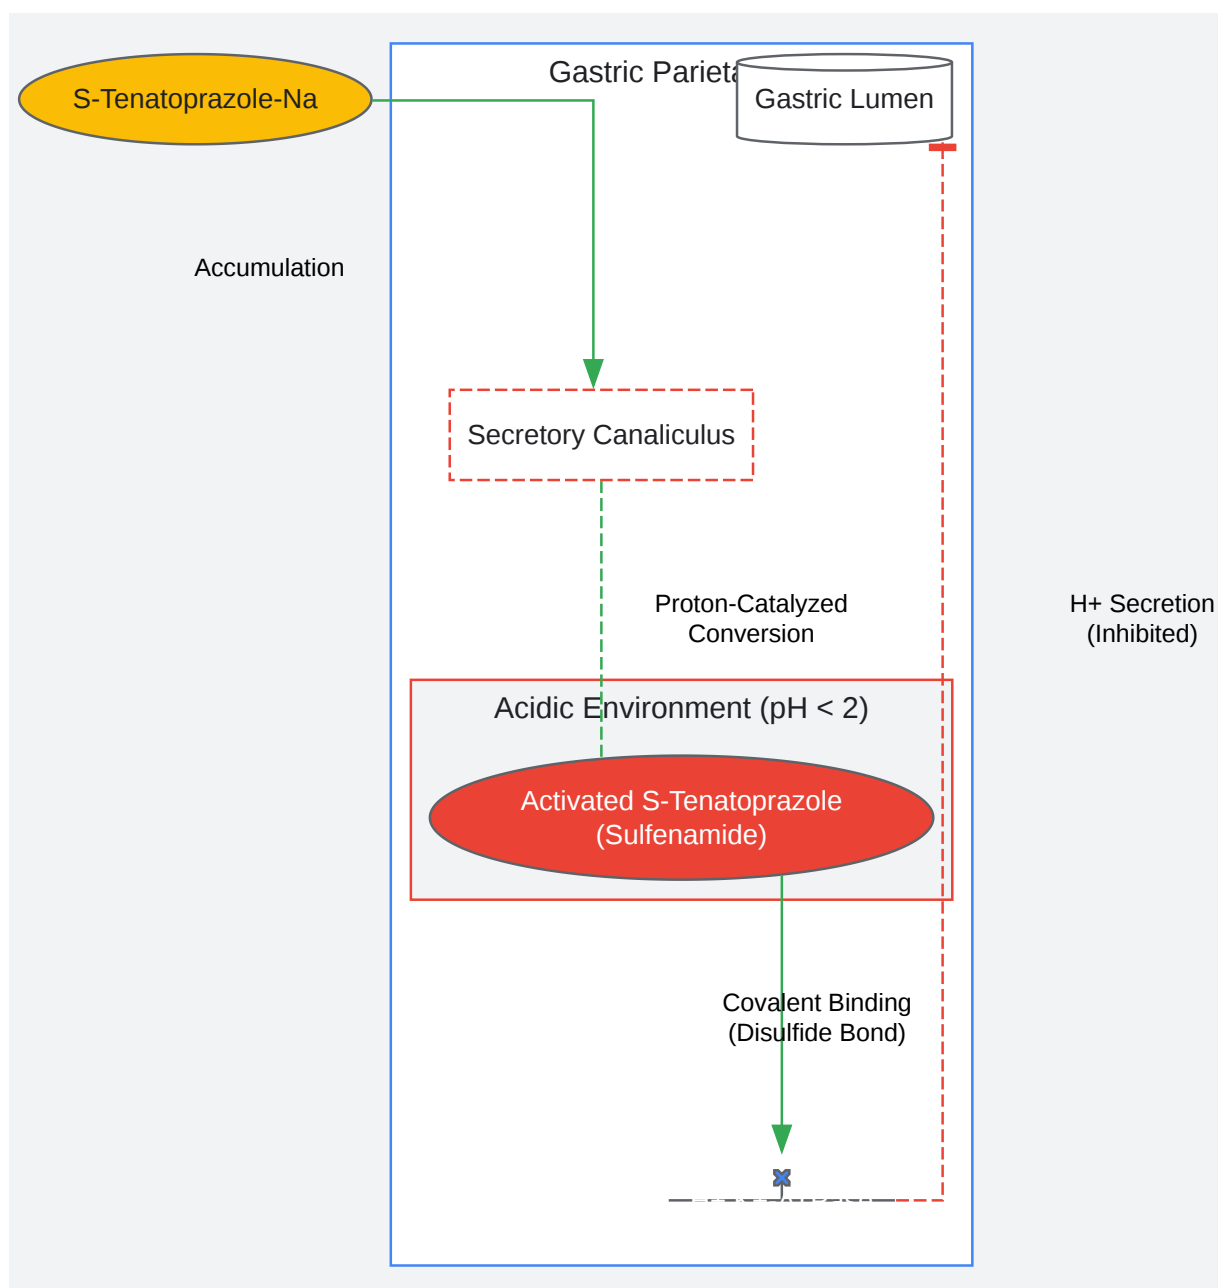 S-Tenatoprazole-Na
Gastric
Gastric Lumen
Accumulation
Secretory Canaliculus
Proton-Catalyzed
Conversion
H+ Secretion
(Inhibited)
Acidic Environment (pH < 2)
Activated S-Tenatoprazole
(Sulfenamide)
Covalent Binding
(Disulfide Bond)